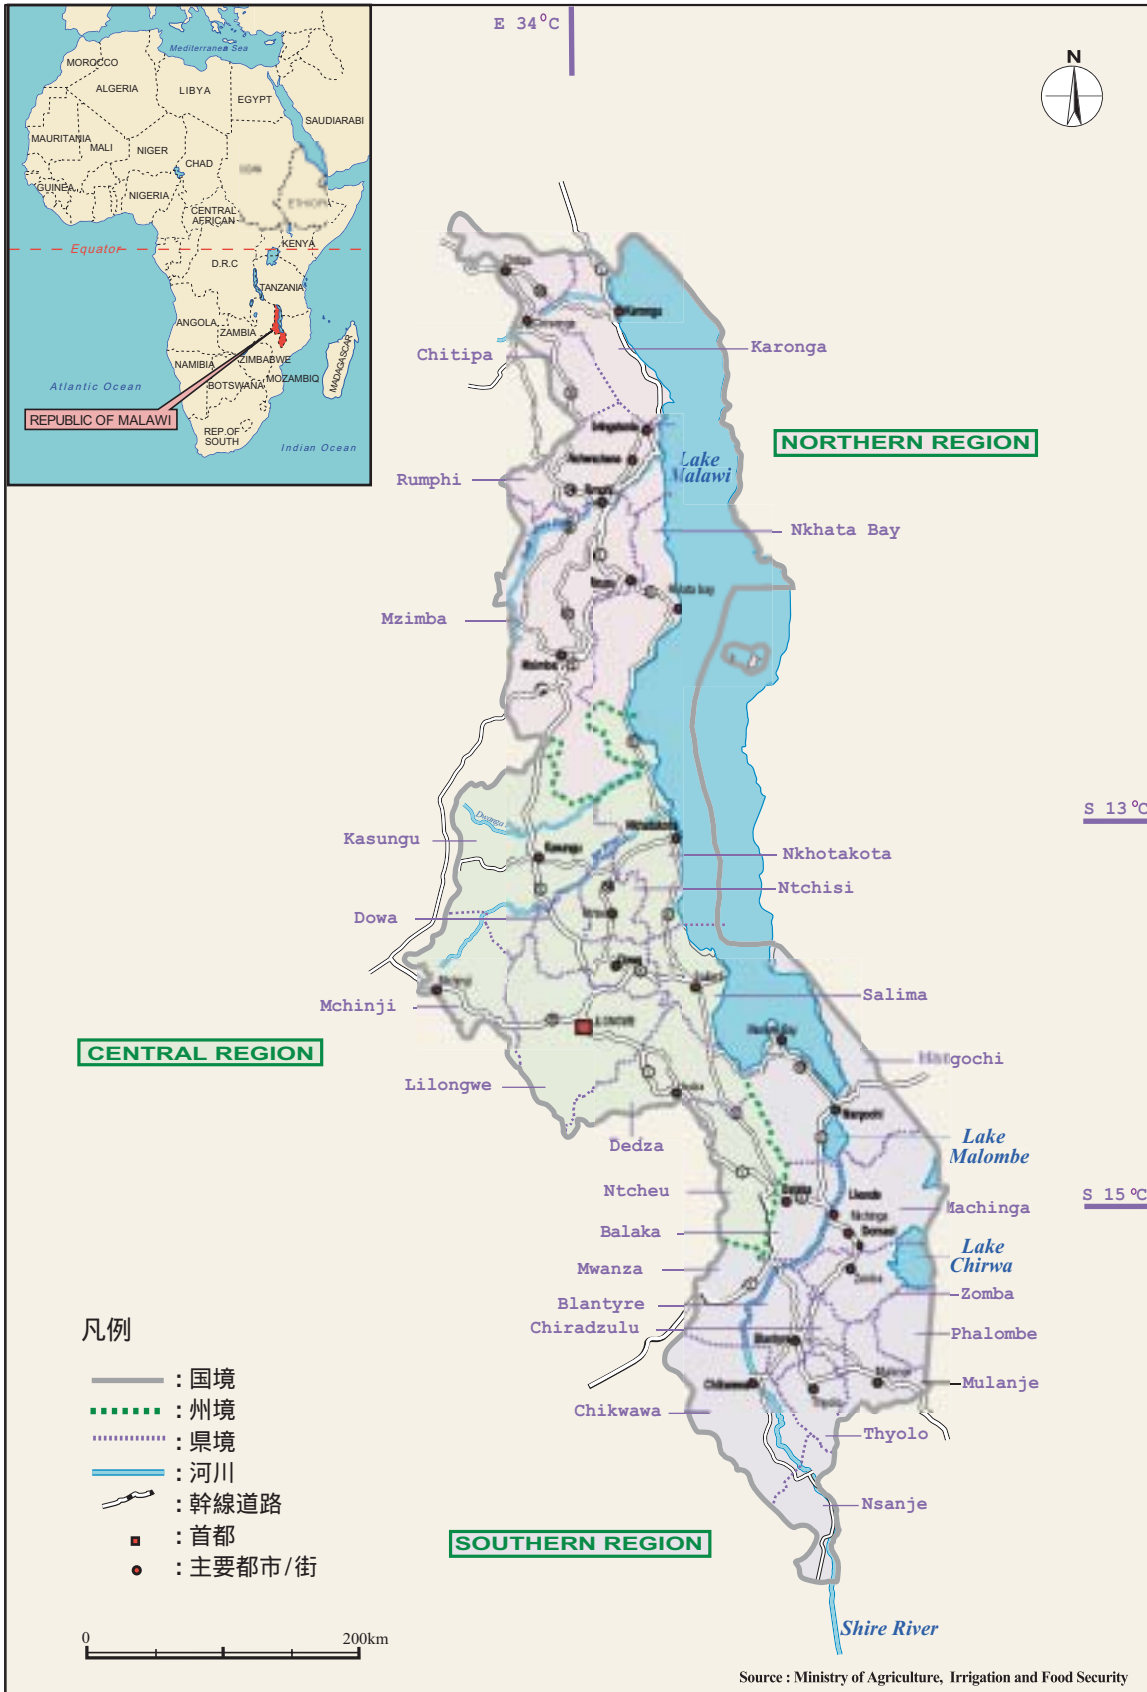 E 34°C
N
Mediterranean Sea
MOROCCO
ALGERIA
LIBYA
EGYPT
SAUDIARABI
MAURITANIA
MALI
NIGER
CHAD
GUINEA
NIGERIA
ETHIOPI
CENTRAL
AFRICAN
Equator
KENYA
D.R.C
TANZANIA
ANGOLA
ZAMBIA
ZIMBABWE
NAMIBIA
MOZAMBIQ
BOTSWANA
MADAGASCAR
Atlantic Ocean
REPUBLIC OF MALAWI
REP.OF
SOUTH
Indian Ocean
Karonga
Karonga
Chitipa
NORTHERN REGION
Lake
Malawi
Rumphi
Nkhata Bay
Mzimba
S 13°C
Dwanga
Kasungu
Nkhotakota
Kasungu
Ntchisi
Dowa
Salima
Mchinji
CENTRAL REGION
Lilongwe
gochi
Dedza
Lake
Malombe
Ntcheu
S 15°C
achinga
Balaka
Lake
Chirwa
Mwanza
Zomba
Blantyre
Chiradzulu
Phalombe
Mulanje
Chikwawa
Thyolo
Nsanje
SOUTHERN REGION
Shire River
凡例
: 国境
: 州境
: 県境
: 河川
: 幹線道路
: 首都
: 主要都市/街
0 200km
Source : Ministry of Agriculture, Irrigation and Food Security